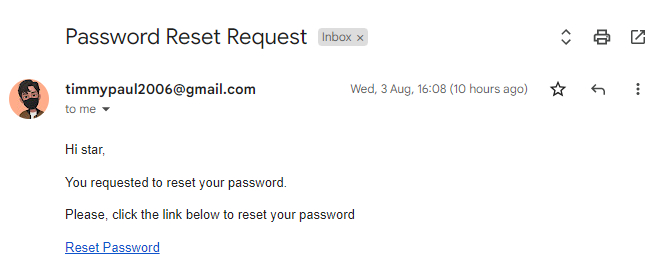 Password Reset Request Inbox ×
timmypaul2006@gmail.com Wed, 3 Aug, 16:08 (10 hours ago)
to me
Hi star,
You requested to reset your password.
Please, click the link below to reset your password
Reset Password